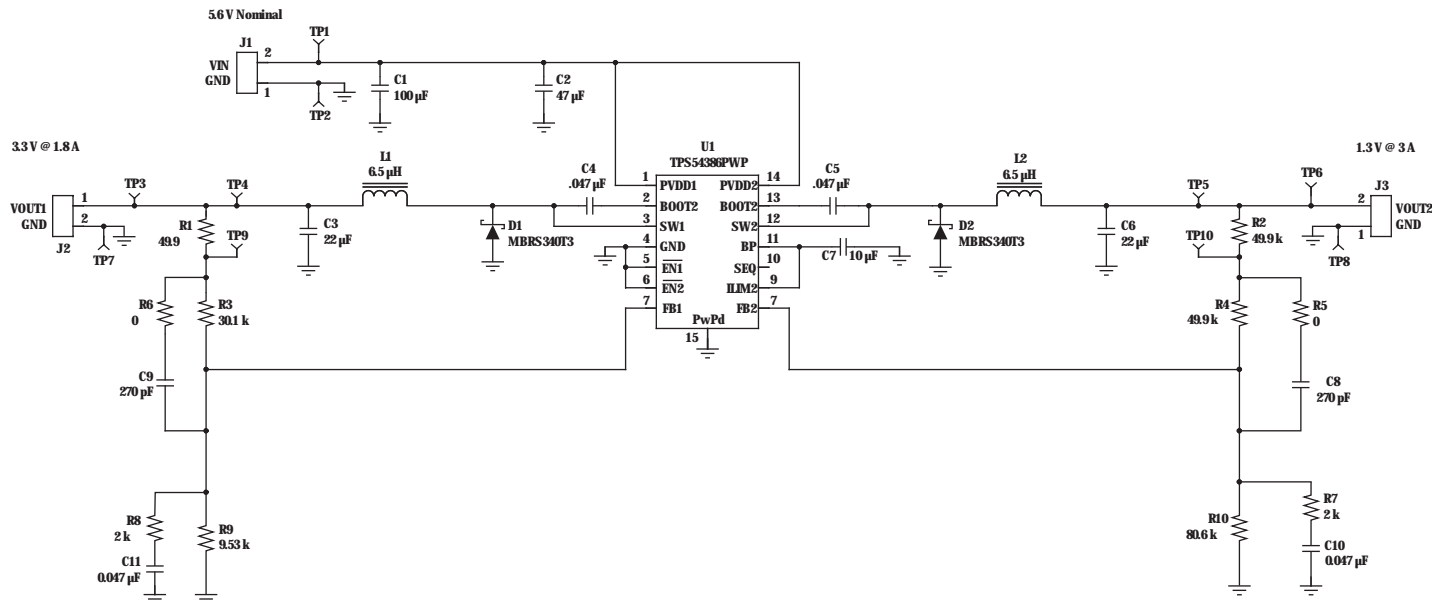 5.6 V Nominal
TP1
J1
2
VIN
GND
1
TP2
C1
100 µF
C2
47 µF
3.3 V @ 1.8 A
1.3 V @ 3 A
U1
TPS54386PWP
L1
6.5 µH
C4
.047 µF
C5
.047 µF
L2
6.5 µH
1
PVDD1
PVDD2
14
2
BOOT2
BOOT2
13
3
SW1
SW2
12
4
GND
BP
11
5
EN1
SEQ
10
6
EN2
ILIM2
9
7
FB1
FB2
7
PwPd
15
VOUT1
GND
1
2
J2
TP3
TP4
TP7
R1
49.9
TP9
C3
22 µF
D1
MBRS340T3
D2
MBRS340T3
C7
10 µF
C6
22 µF
TP5
TP6
J3
2
VOUT2
GND
1
TP8
R2
49.9 k
TP10
R6
0
R3
30.1 k
R4
49.9 k
R5
0
C9
270 pF
C8
270 pF
R8
2 k
R9
9.53 k
C11
0.047 µF
R10
80.6 k
R7
2 k
C10
0.047 µF